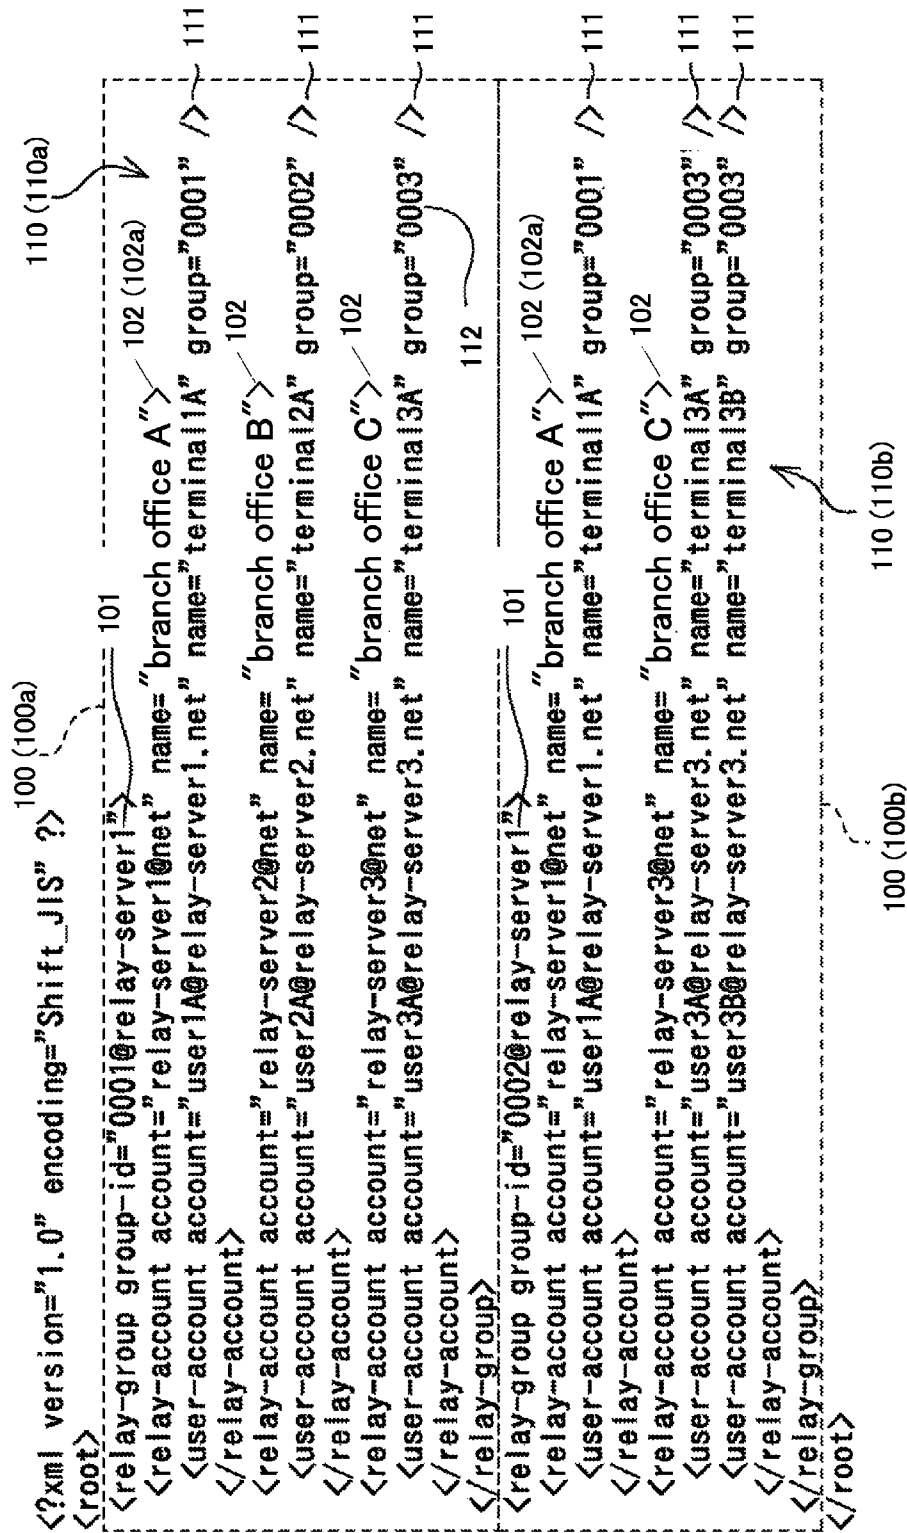 <?xml version="1.0" encoding="Shift_JIS" ?>
100 (100a)
110 (110a)
<root>
<relay-group group-id="0001@relay-server1">
101
<relay-account account="relay-server1@net" name="branch office A">
102 (102a)
<user-account account="user1A@relay-server1.net" name="terminal1A" group="0001" />
111
</relay-account>
<relay-account account="relay-server2@net" name="branch office B">
102
<user-account account="user2A@relay-server2.net" name="terminal2A" group="0002" />
111
</relay-account>
<relay-account account="relay-server3@net" name="branch office C">
102
<user-account account="user3A@relay-server3.net" name="terminal3A" group="0003" />
111
</relay-account>
112
</relay-group>
<relay-group group-id="0002@relay-server1">
101
<relay-account account="relay-server1@net" name="branch office A">
102 (102a)
<user-account account="user1A@relay-server1.net" name="terminal1A" group="0001" />
111
</relay-account>
<relay-account account="relay-server3@net" name="branch office C">
102
<user-account account="user3A@relay-server3.net" name="terminal3A" group="0003" />
111
<user-account account="user3B@relay-server3.net" name="terminal3B" group="0003" />
111
</relay-account>
</relay-group>
</root>
100 (100b)
110 (110b)